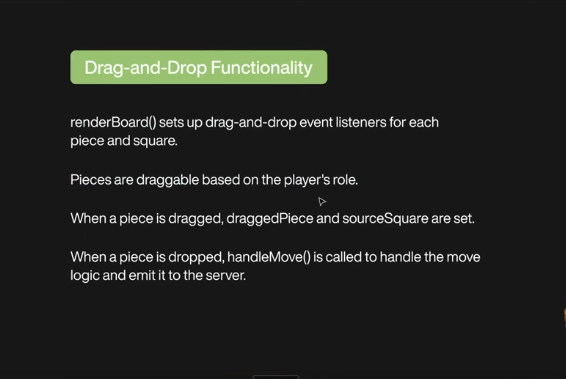 Drag-and-Drop Functionality
renderBoard() sets up drag-and-drop event listeners for each
piece and square.
Pieces are draggable based on the player's role.
When a piece is dragged, draggedPiece and sourceSquare are set.
When a piece is dropped, handleMove() is called to handle the move
logic and emit it to the server.